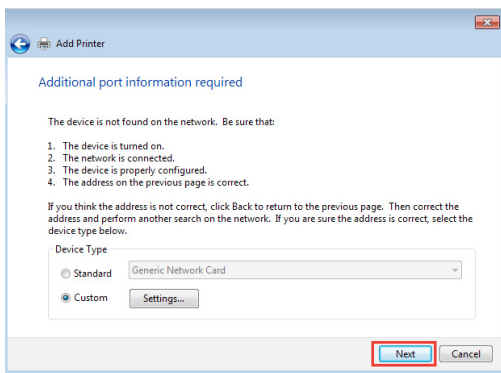 Add Printer
Additional port information required
The device is not found on the network. Be sure that:
1. The device is turned on.
2. The network is connected.
3. The device is properly configured.
4. The address on the previous page is correct.
If you think the address is not correct, click Back to return to the previous page. Then correct the
address and perform another search on the network. If you are sure the address is correct, select the
device type below.
Device Type
Standard Generic Network Card
Custom Settings...
Next Cancel